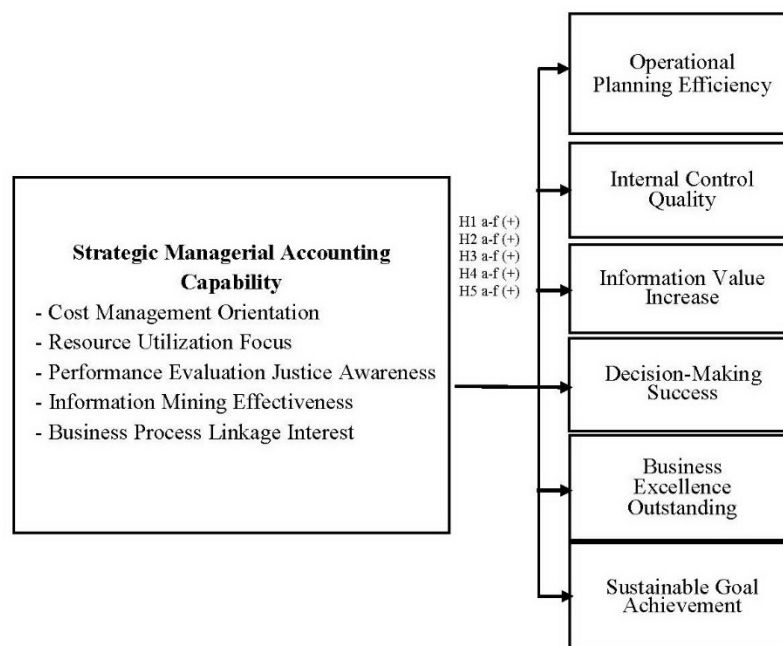 Strategic Managerial Accounting
Capability
- Cost Management Orientation
- Resource Utilization Focus
- Performance Evaluation Justice Awareness
- Information Mining Effectiveness
- Business Process Linkage Interest
H1 a-f (+)
H2 a-f (+)
H3 a-f (+)
H4 a-f (+)
H5 a-f (+)
Operational
Planning Efficiency
Internal Control
Quality
Information Value
Increase
Decision-Making
Success
Business
Excellence
Outstanding
Sustainable Goal
Achievement